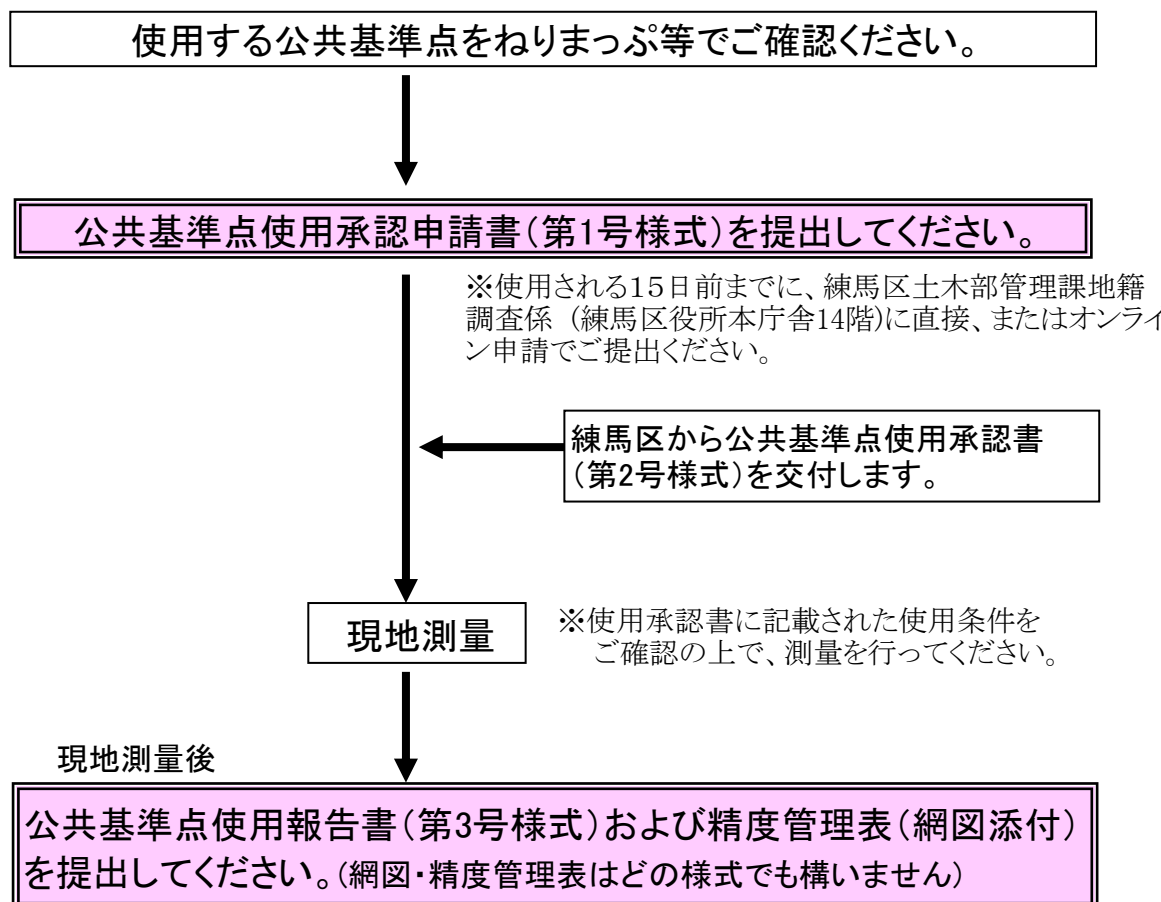 使用する公共基準点をねりまっぷ等でご確認ください。
公共基準点使用承認申請書(第1号様式)を提出してください。
※使用される15日前までに、練馬区土木部管理課地籍
調査係 (練馬区役所本庁舎14階)に直接、またはオンライ
ン申請でご提出ください。
練馬区から公共基準点使用承認書
(第2号様式)を交付します。
現地測量
※使用承認書に記載された使用条件を
ご確認の上で、測量を行ってください。
現地測量後
公共基準点使用報告書(第3号様式)および精度管理表(網図添付)
を提出してください。(網図・精度管理表はどの様式でも構いません)